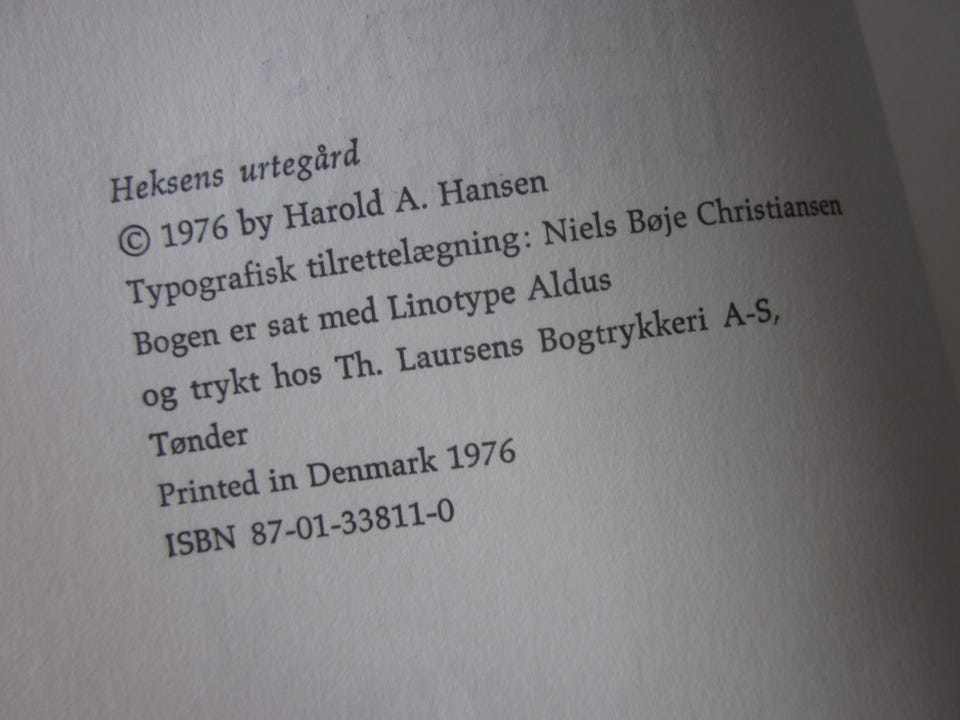 Heksens urtegård
© 1976 by Harold A. Hansen
Typografisk tilrettelægning: Niels Bøje Christiansen
Bogen er sat med Linotype Aldus
og trykt hos Th. Laursens Bogtrykkeri A-S,
Tønder
Printed in Denmark 1976
ISBN 87-01-33811-0